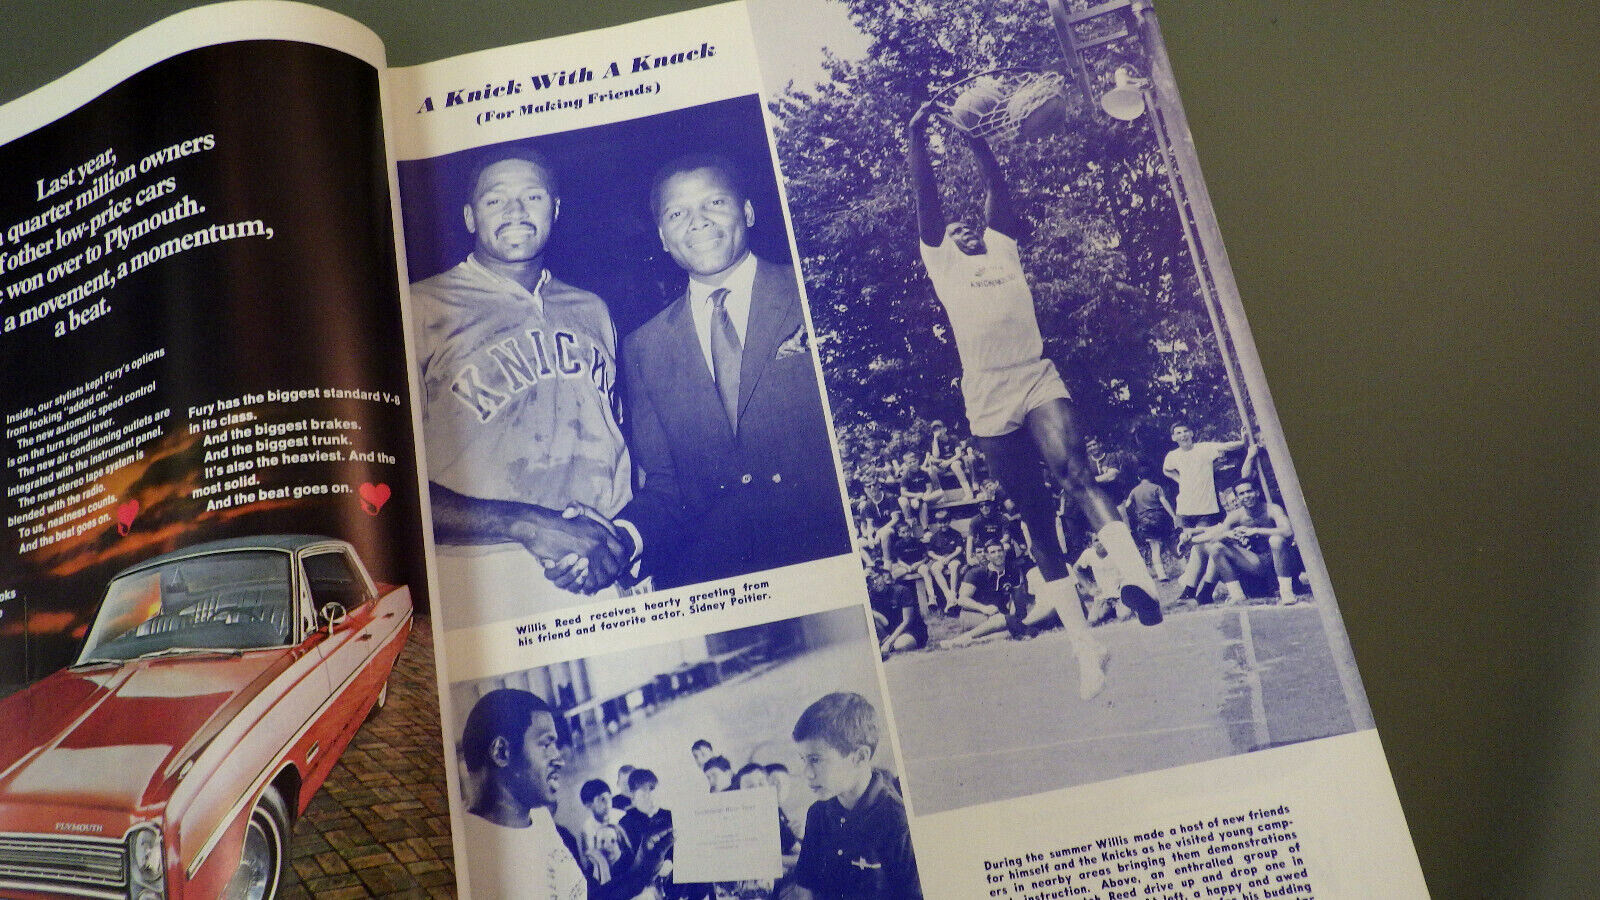 Last year,
quarter million owners
other low-price cars
won over to Plymouth.
a movement, a momentum,
a beat.
Inside, our stylists kept Fury's options
from looking "added on."
The new automatic speed control
is on the turn signal lever.
The new air conditioning outlets are
integrated with the instrument panel.
The new stereo tape system is
blended with the radio.
To us, neatness counts.
And the beat goes on.
Fury has the biggest standard V-8
in its class.
And the biggest brakes.
And the biggest trunk.
It's also the heaviest. And the
most solid.
And the beat goes on.
PLYMOUTH
A Knick With A Knack
(For Making Friends)
KNICK
Willis Reed receives hearty greeting from
his friend and favorite actor, Sidney Poitier.
During the summer Willis made a host of new friends
for himself and the Knicks as he visited young camp-
ers in nearby areas bringing them demonstrations
instruction. Above, an enthralled group of
Reed drive up and drop one in
left, a happy and awed
for his budding